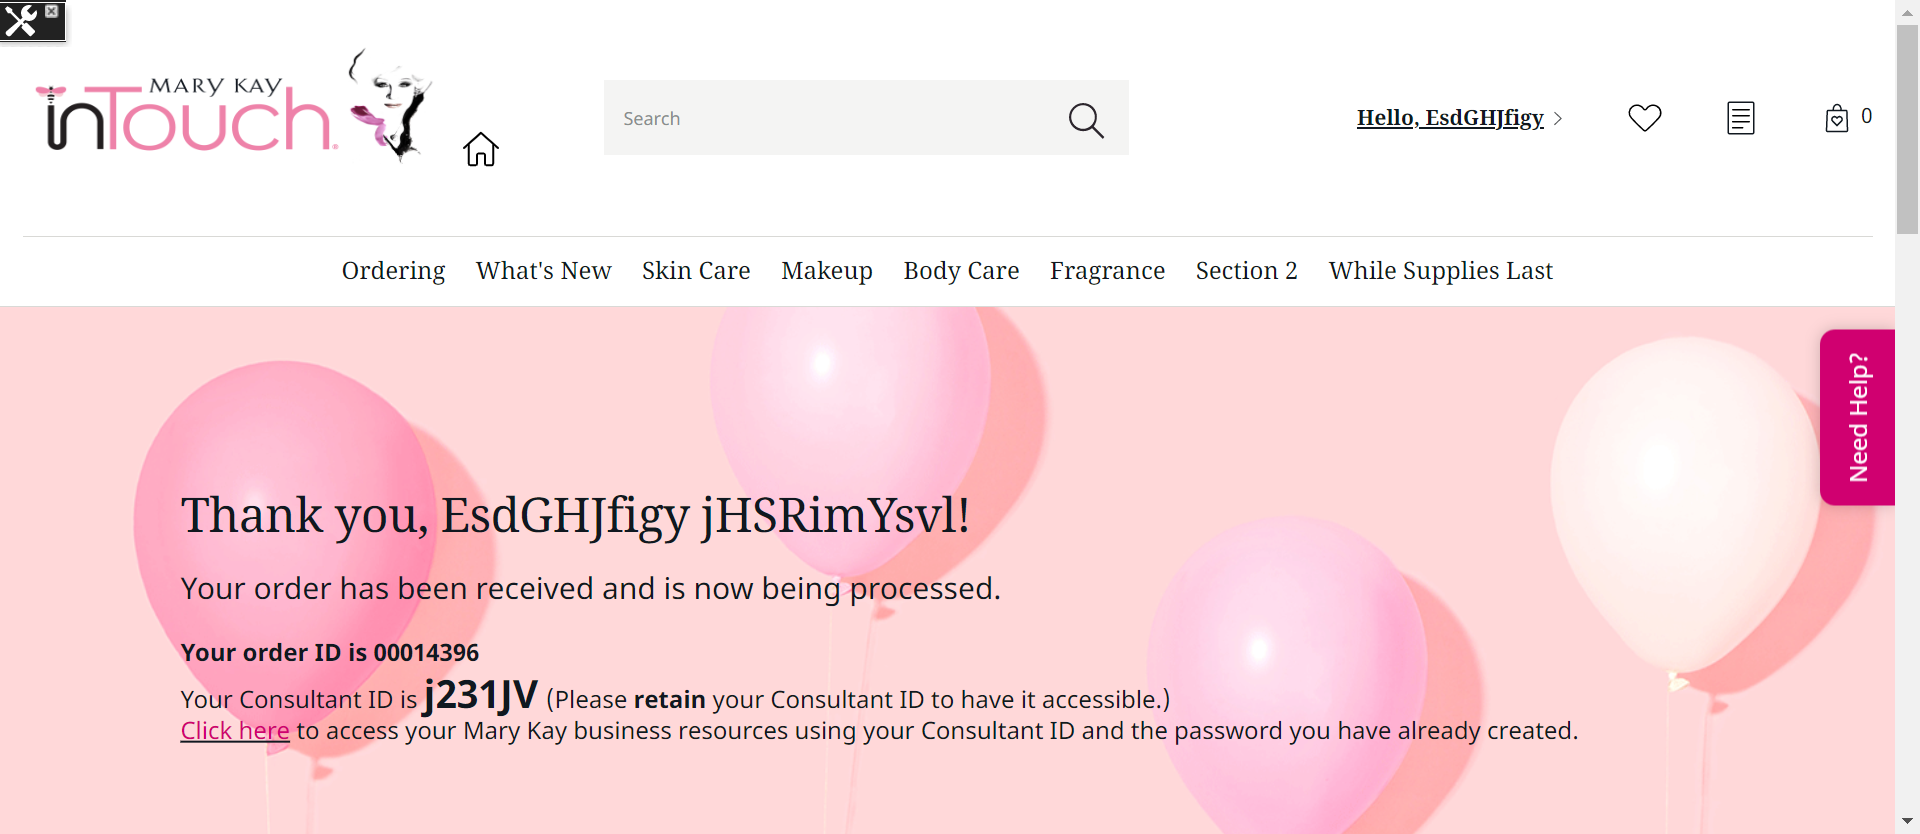 MARY KAY
inTouch.
Search
Hello, EsdGHJfigy
0
Ordering What's New Skin Care Makeup Body Care Fragrance Section 2 While Supplies Last
Need Help?
Thank you, EsdGHJfigy jHSRimYsvl!
Your order has been received and is now being processed.
Your order ID is 00014396
Your Consultant ID is j231JV (Please retain your Consultant ID to have it accessible.)
Click here to access your Mary Kay business resources using your Consultant ID and the password you have already created.